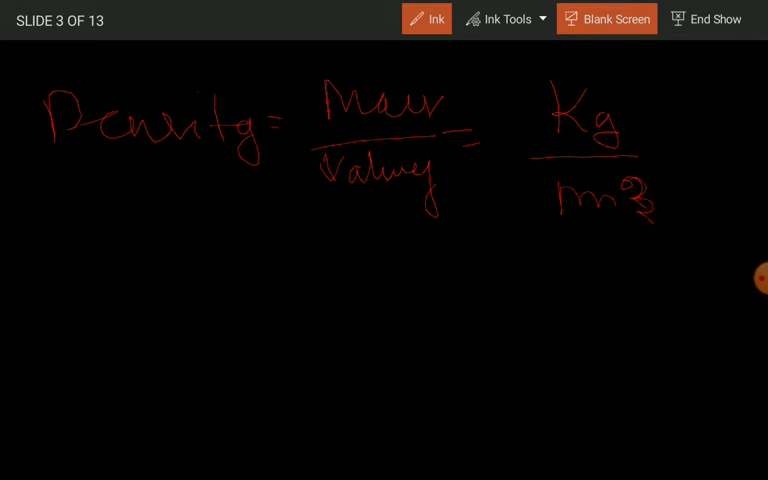 SLIDE 3 OF 13 Ink Ink Tools Blank Screen End Show
Density = Mass / Volume = Kg / m³